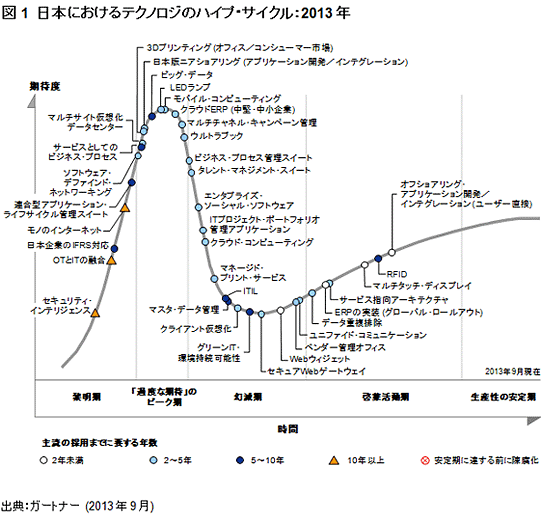 図 1 日本におけるテクノロジのハイプ・サイクル：2013 年
期待度
3Dプリンティング (オフィス／コンシューマー市場)
日本版ニアショアリング (アプリケーション開発／インテグレーション)
ビッグ・データ
LEDランプ
モバイル・コンピューティング
クラウドERP (中堅・中小企業)
マルチチャネル・キャンペーン管理
ウルトラブック
ビジネス・プロセス管理スイート
タレント・マネジメント・スイート
エンタプライズ・
ソーシャル・ソフトウェア
ITプロジェクト・ポートフォリオ
管理アプリケーション
クラウド・コンピューティング
マネージド・
プリント・サービス
ITIL
マルチサイト仮想化
データセンター
サービスとしての
ビジネス・プロセス
ソフトウェア・
デファインド・
ネットワーキング
連合型アプリケーション・
ライフサイクル管理スイート
モノのインターネット
日本企業のIFRS対応
OTとITの融合
セキュリティ・
インテリジェンス
マスタ・データ管理
クライアント仮想化
グリーンIT・
環境持続可能性
セキュアWebゲートウェイ
Webウィジェット
ベンダー管理オフィス
ユニファイド・コミュニケーション
データ重複排除
ERPの実装 (グローバル・ロールアウト)
サービス指向アーキテクチャ
マルチタッチ・ディスプレイ
RFID
オフショアリング・
アプリケーション開発／
インテグレーション (ユーザー直接)
2013年9月現在
黎明期
「過度な期待」の
ピーク期
幻滅期
啓蒙活動期
生産性の安定期
時間
主流の採用までに要する年数
2年未満
2～5年
5～10年
10年以上
安定期に達する前に陳腐化
出典：ガートナー (2013 年 9 月)